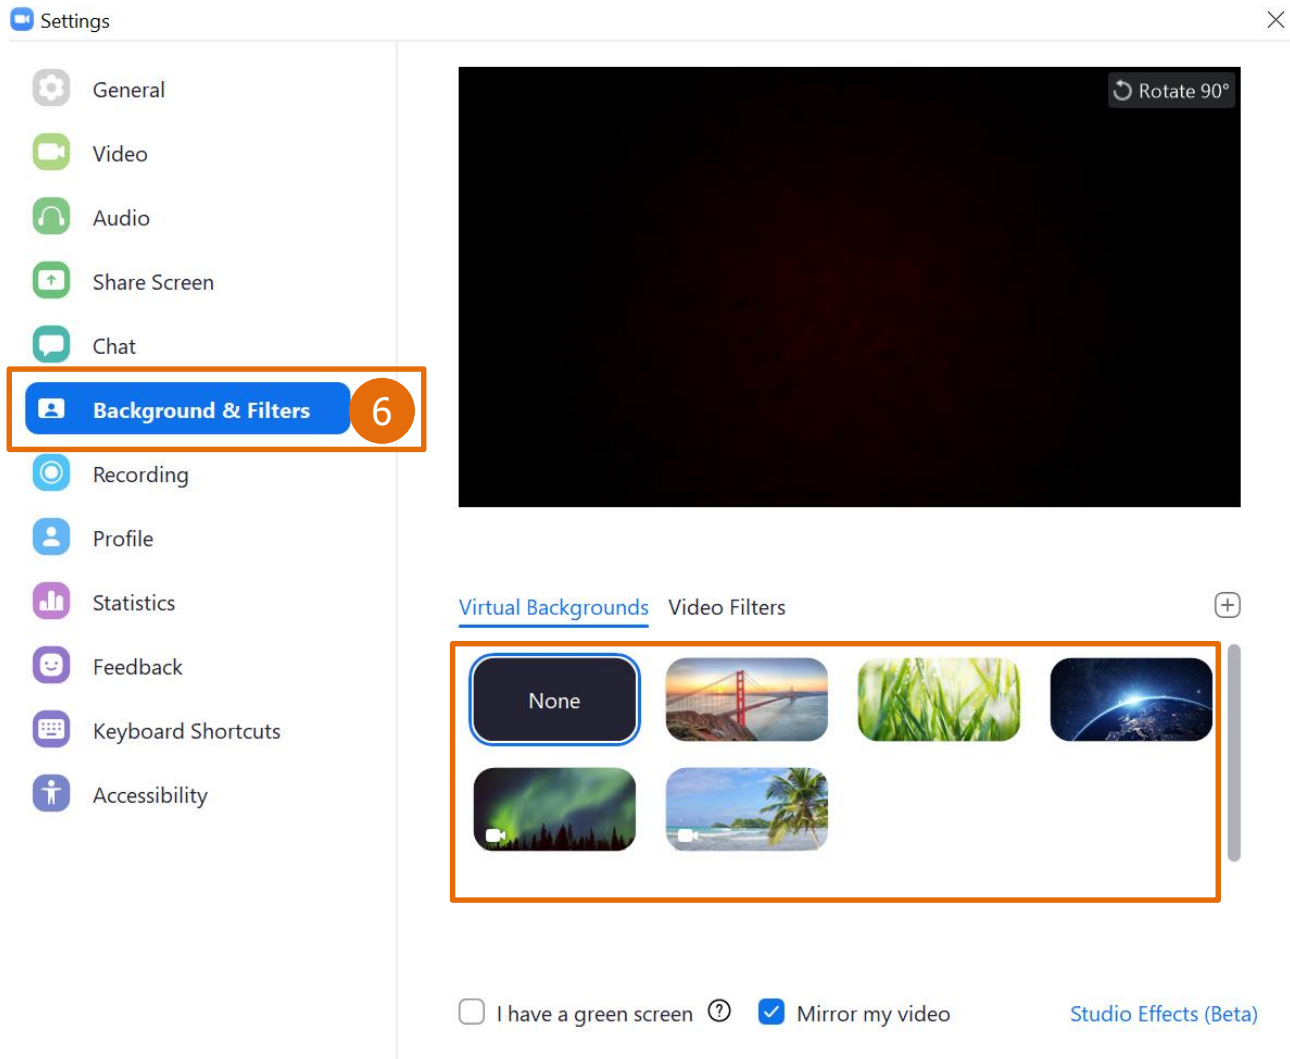 Settings
General
Video
Audio
Share Screen
Chat
Background & Filters
6
Recording
Profile
Statistics
Feedback
Keyboard Shortcuts
Accessibility
Rotate 90°
Virtual Backgrounds Video Filters
None
I have a green screen ? Mirror my video Studio Effects (Beta)